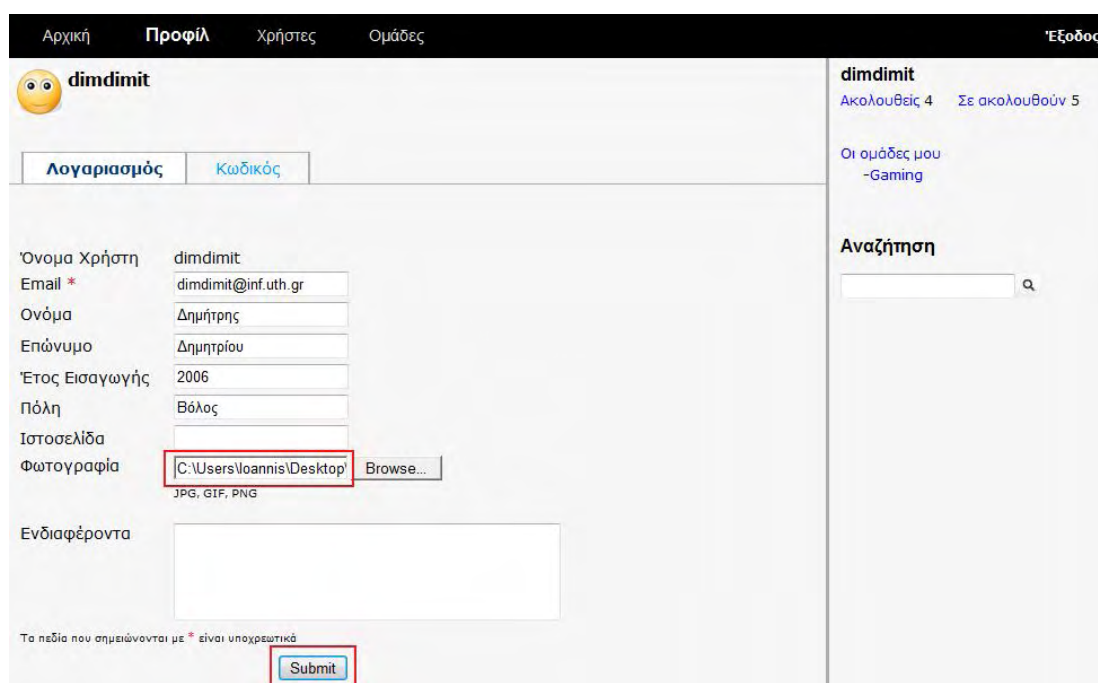 Αρχική Προφίλ Χρήστες Ομάδες Έξοδος
dimdimit
Λογαριασμός Κωδικός
Όνομα Χρήστη dimdimit
Email * dimdimit@inf.uth.gr
Ονόμα Δημήτρης
Επώνυμο Δημητρίου
Έτος Εισαγωγής 2006
Πόλη Βόλος
Ιστοσελίδα
Φωτογραφία C:\Users\Ioannis\Desktop\ Browse...
JPG, GIF, PNG
Ενδιαφέροντα
Τα πεδία που σημειώνονται με * είναι υποχρεωτικά
Submit
dimdimit
Ακολουθείς 4 Σε ακολουθούν 5
Οι ομάδες μου
-Gaming
Αναζήτηση